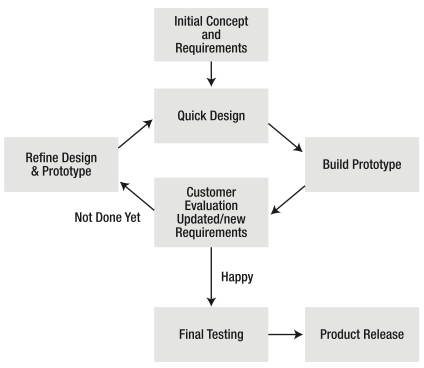 Initial Concept
and
Requirements
Quick Design
Refine Design
& Prototype
Build Prototype
Customer
Evaluation
Updated/new
Requirements
Not Done Yet
Happy
Final Testing
Product Release